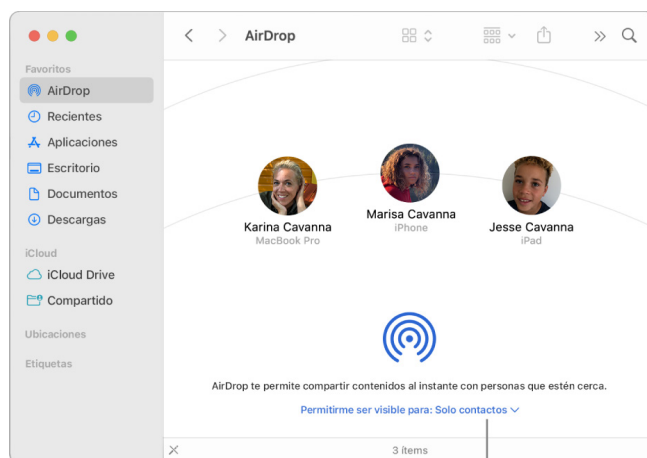 AirDrop
Favoritos
AirDrop
Recientes
Aplicaciones
Escritorio
Documentos
Descargas
iCloud
iCloud Drive
Compartido
Ubicaciones
Etiquetas
Karina Cavanna
MacBook Pro
Marisa Cavanna
iPhone
Jesse Cavanna
iPad
AirDrop te permite compartir contenidos al instante con personas que estén cerca.
Permitirme ser visible para: Solo contactos
3 ítems